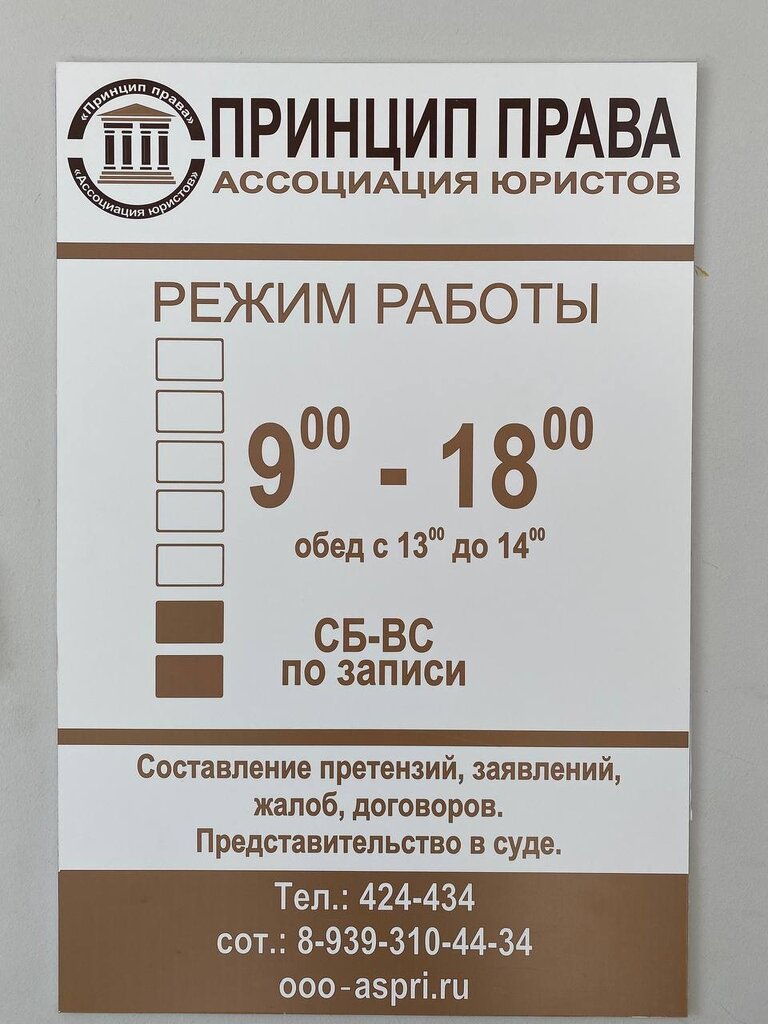 «Принцип права»
«Ассоциация юристов»
ПРИНЦИП ПРАВА
АССОЦИАЦИЯ ЮРИСТОВ
РЕЖИМ РАБОТЫ
9⁰⁰ - 18⁰⁰
обед с 13⁰⁰ до 14⁰⁰
СБ-ВС
по записи
Составление претензий, заявлений,
жалоб, договоров.
Представительство в суде.
Тел.: 424-434
сот.: 8-939-310-44-34
ooo-aspri.ru